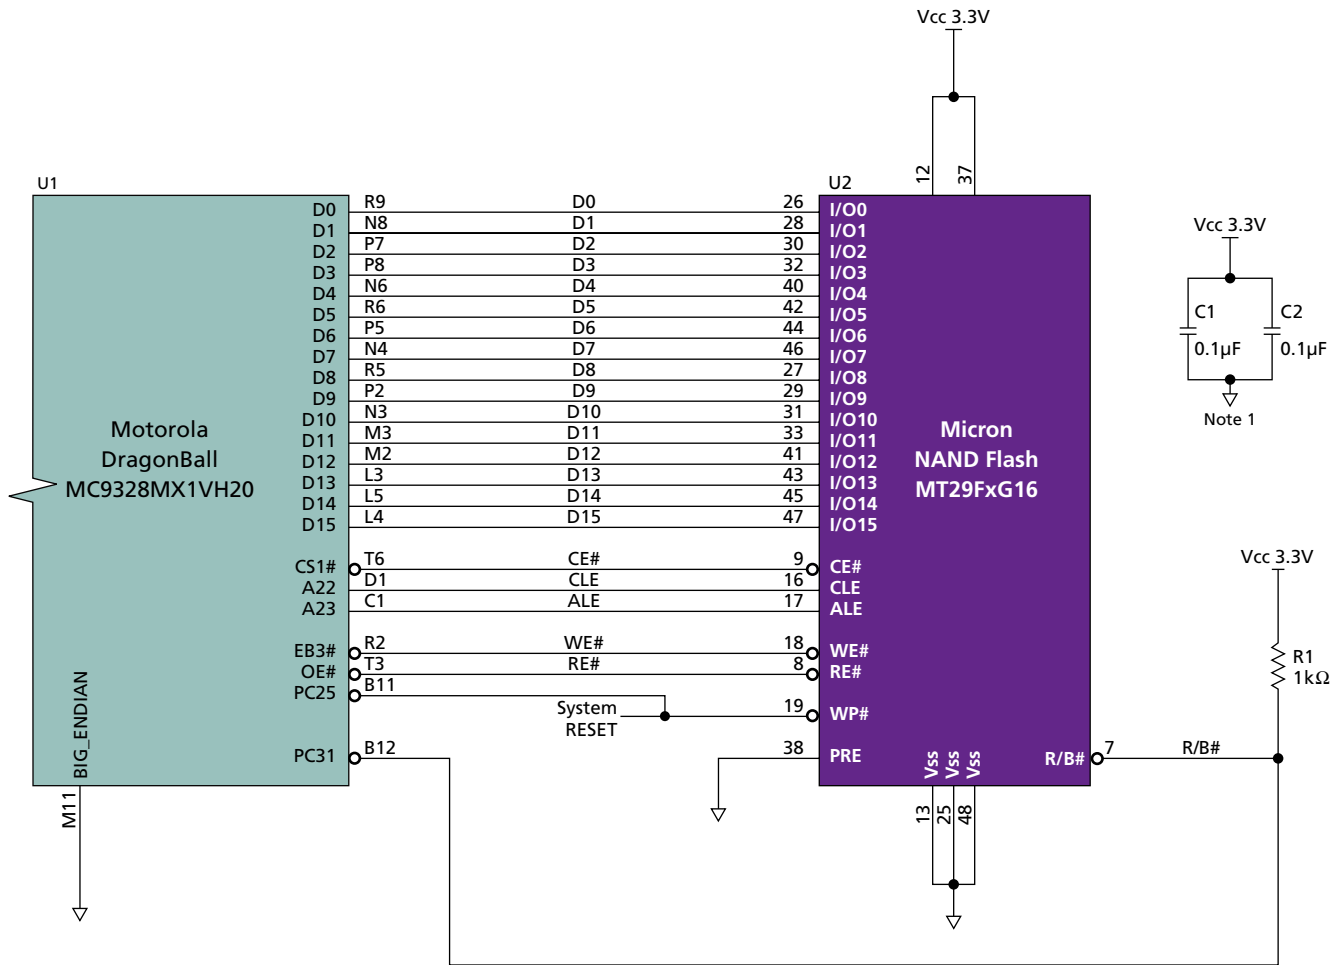 Vcc 3.3V
12
37
U1
U2
D0 R9 D0 26 I/O0
D1 N8 D1 28 I/O1
D2 P7 D2 30 I/O2
D3 P8 D3 32 I/O3
D4 N6 D4 40 I/O4
D5 R6 D5 42 I/O5
D6 P5 D6 44 I/O6
D7 N4 D7 46 I/O7
D8 R5 D8 27 I/O8
D9 P2 D9 29 I/O9
D10 N3 D10 31 I/O10
D11 M3 D11 33 I/O11
D12 M2 D12 41 I/O12
D13 L3 D13 43 I/O13
D14 L5 D14 45 I/O14
D15 L4 D15 47 I/O15
Motorola
DragonBall
MC9328MX1VH20
Micron
NAND Flash
MT29FxG16
Vcc 3.3V
C1
0.1µF
C2
0.1µF
Note 1
CS1# T6 CE# 9 CE#
A22 D1 CLE 16 CLE
A23 C1 ALE 17 ALE
EB3# R2 WE# 18 WE#
OE# T3 RE# 8 RE#
PC25 B11
System
RESET
19 WP#
PC31 B12
38 PRE
R/B# 7 R/B#
Vcc 3.3V
R1
1kΩ
BIG_ENDIAN
M11
Vss
Vss
Vss
13
25
48